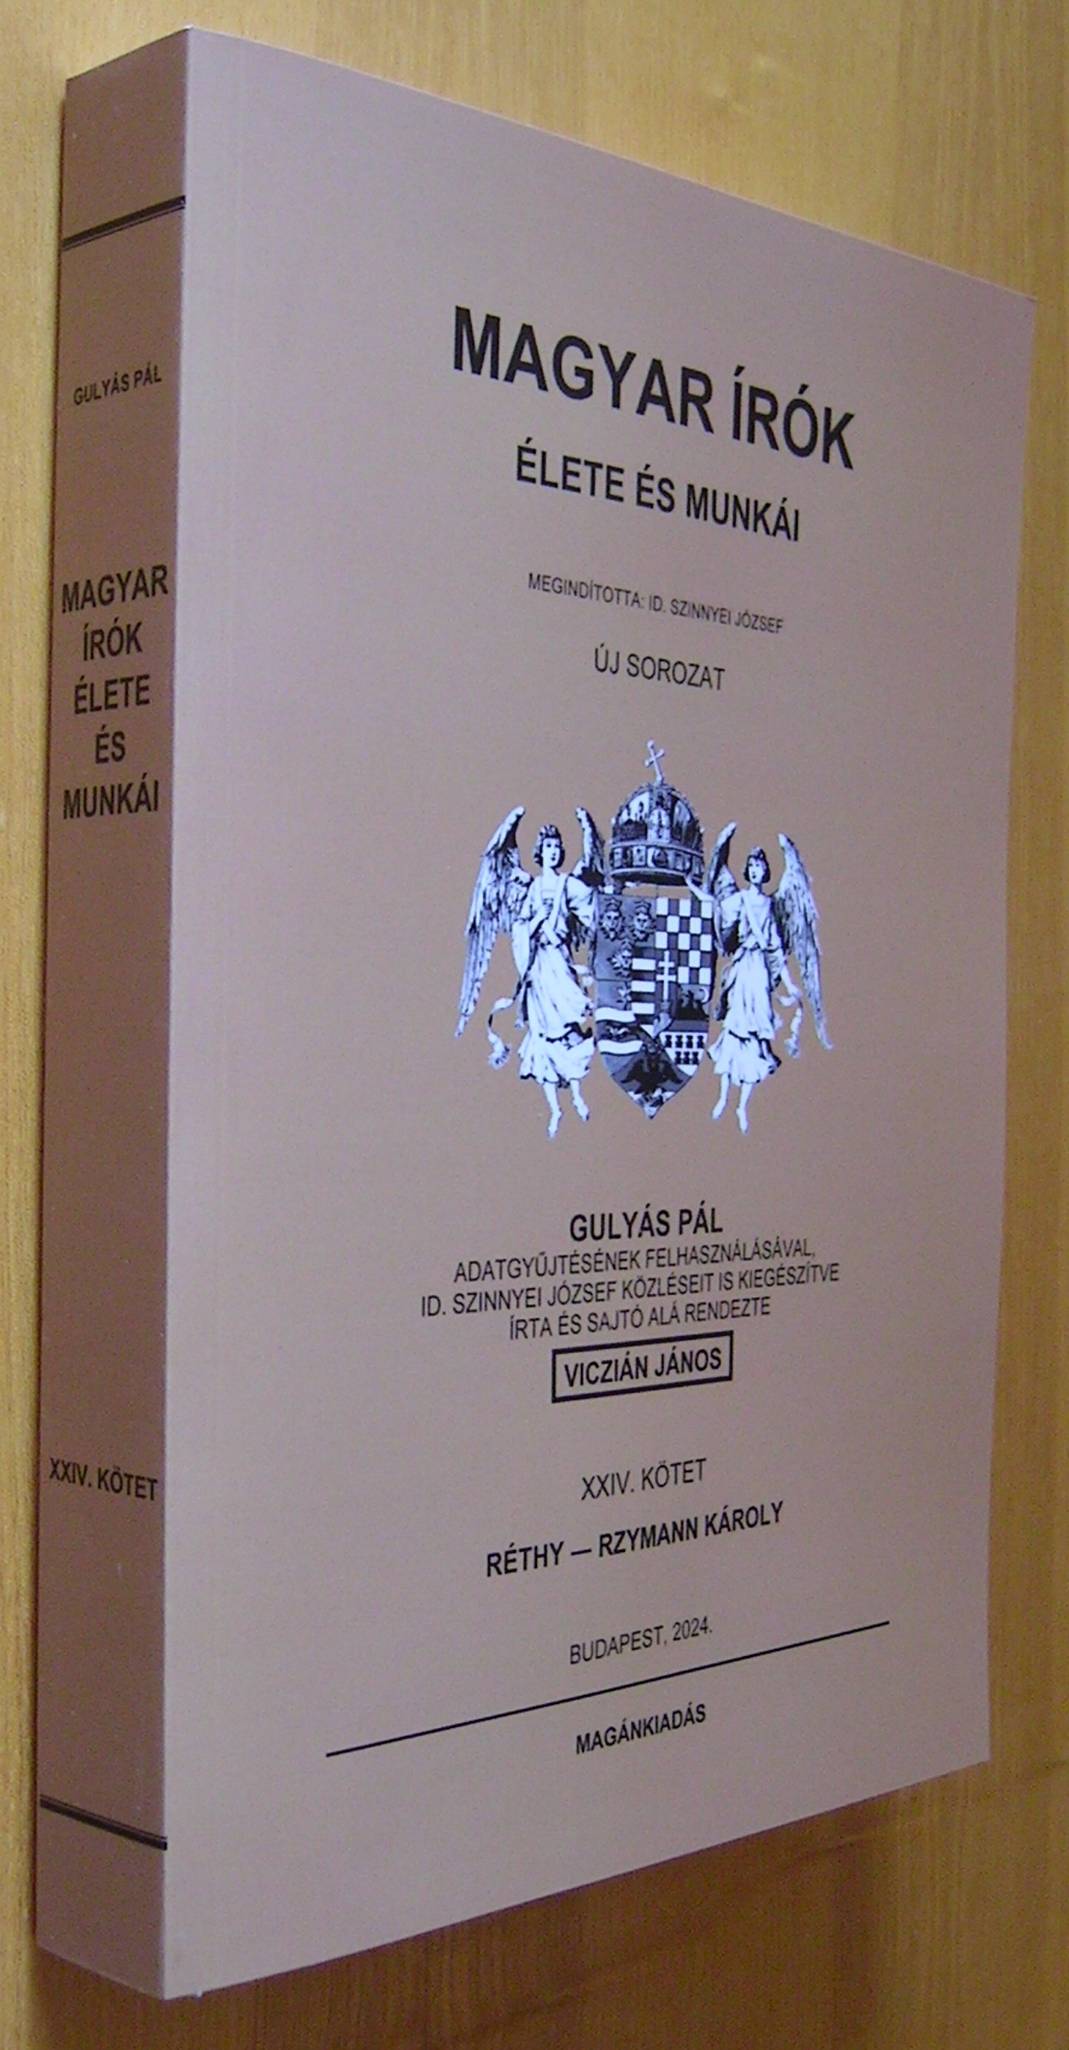 GULYÁS PÁL
MAGYAR
ÍRÓK
ÉLETE
ÉS
MUNKÁI
XXIV. KÖTET
MAGYAR ÍRÓK
ÉLETE ÉS MUNKÁI
MEGINDÍTOTTA: ID. SZINNYEI JÓZSEF
ÚJ SOROZAT
GULYÁS PÁL
ADATGYŰJTÉSÉNEK FELHASZNÁLÁSÁVAL,
ID. SZINNYEI JÓZSEF KÖZLÉSEIT IS KIEGÉSZÍTVE
ÍRTA ÉS SAJTÓ ALÁ RENDEZTE
VICZIÁN JÁNOS
XXIV. KÖTET
RÉTHY — RZYMANN KÁROLY
BUDAPEST, 2024.
MAGÁNKIADÁS